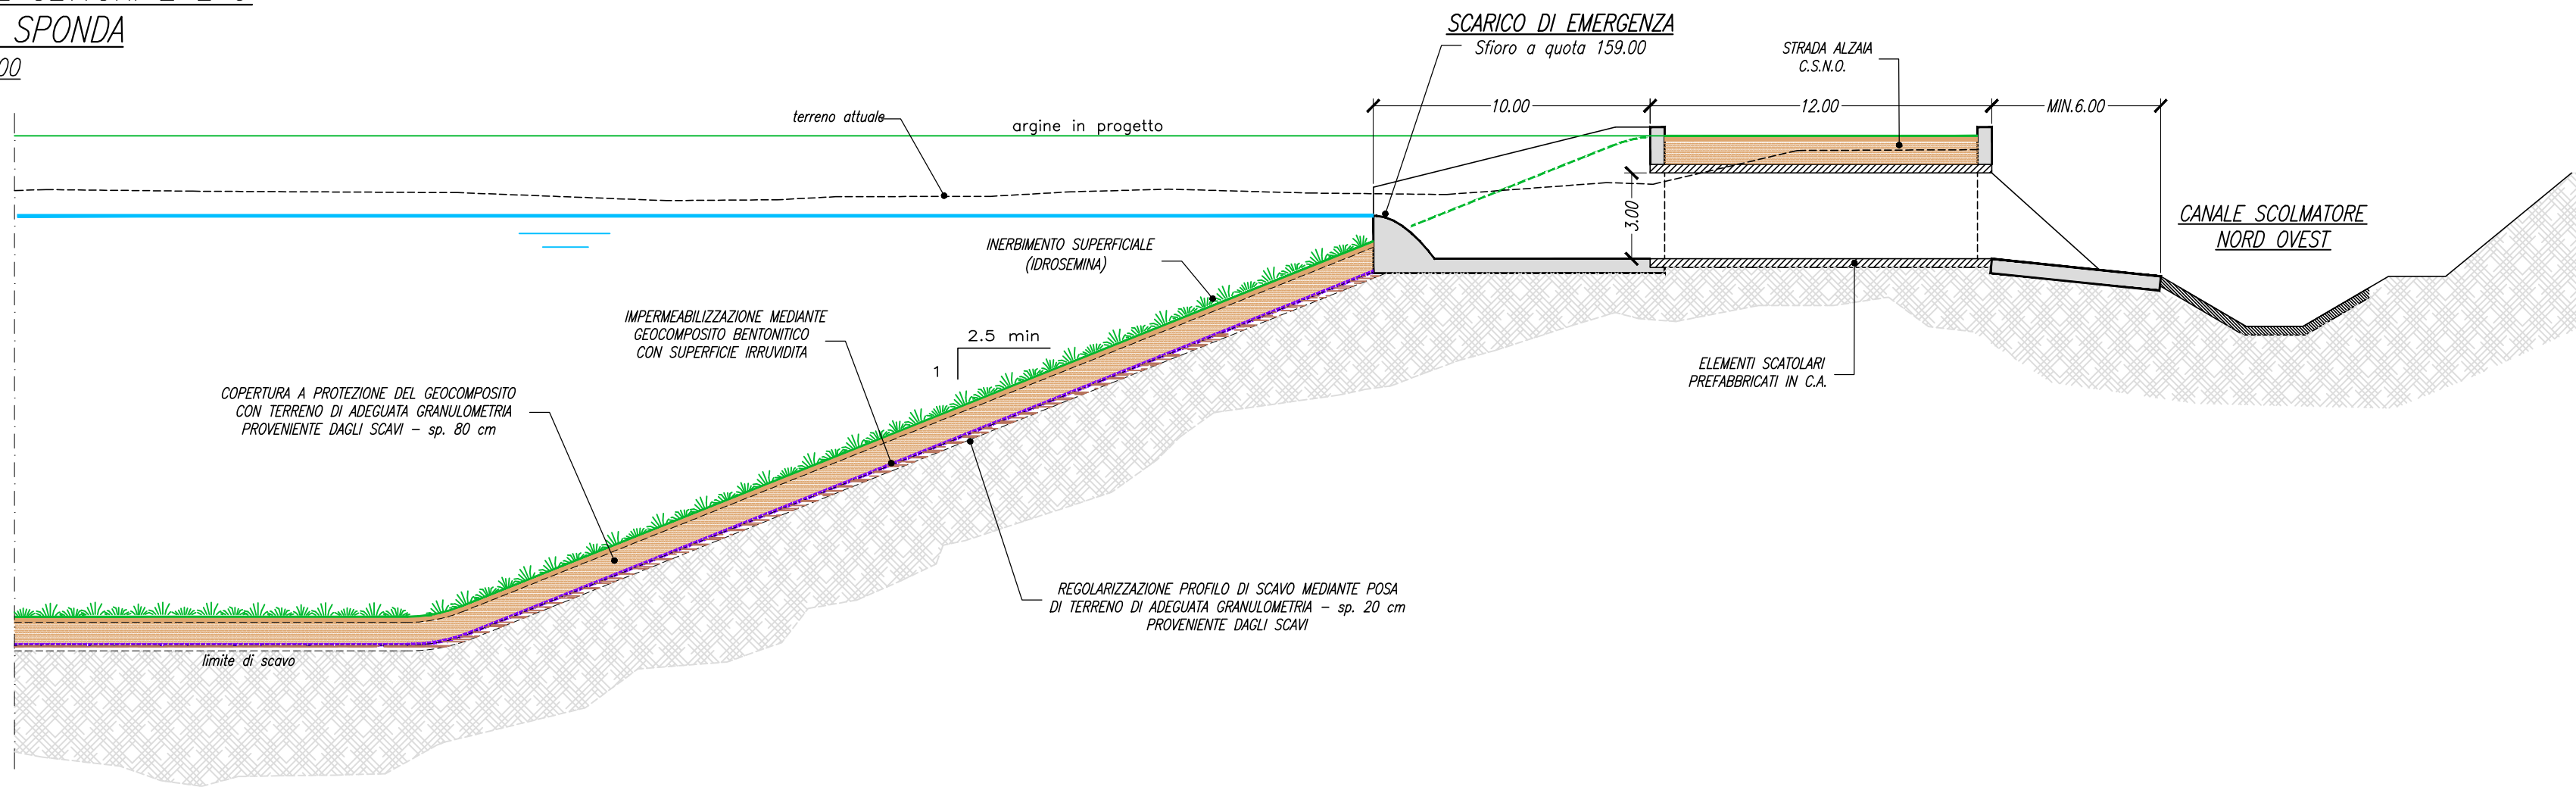 SPONDA
SCARICO DI EMERGENZA
Sfioro a quota 159.00
STRADA ALZAIA
C.S.N.O.
10.00
12.00
MIN.6.00
terreno attuale
argine in progetto
3.00
CANALE SCOLMATORE
NORD OVEST
INERBIMENTO SUPERFICIALE
(IDROSEMINA)
IMPERMEABILIZZAZIONE MEDIANTE
GEOCOMPOSITO BENTONITICO
CON SUPERFICIE IRRUVIDITA
2.5 min
1
ELEMENTI SCATOLARI
PREFABBRICATI IN C.A.
COPERTURA A PROTEZIONE DEL GEOCOMPOSITO
CON TERRENO DI ADEGUATA GRANULOMETRIA
PROVENIENTE DAGLI SCAVI - sp. 80 cm
REGOLARIZZAZIONE PROFILO DI SCAVO MEDIANTE POSA
DI TERRENO DI ADEGUATA GRANULOMETRIA - sp. 20 cm
PROVENIENTE DAGLI SCAVI
limite di scavo